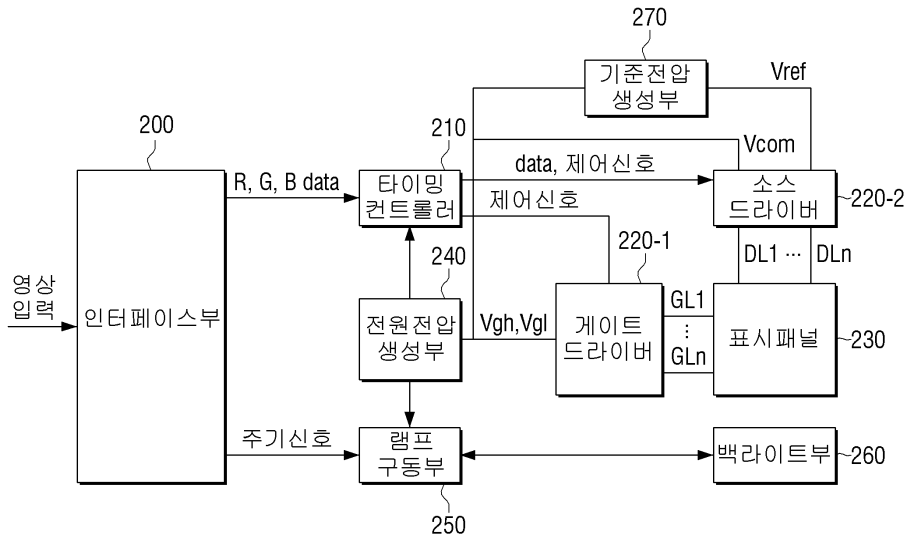 270
기준전압
생성부
Vref
200
210
Vcom
R, G, B data
타이밍
컨트롤러
data, 제어신호
소스
드라이버
220-2
제어신호
220-1
DL1 ··· DLn
240
영상
입력
인터페이스부
전원전압
생성부
Vgh,Vgl
게이트
드라이버
GL1
⋮
GLn
표시패널
230
주기신호
램프
구동부
백라이트부
260
250